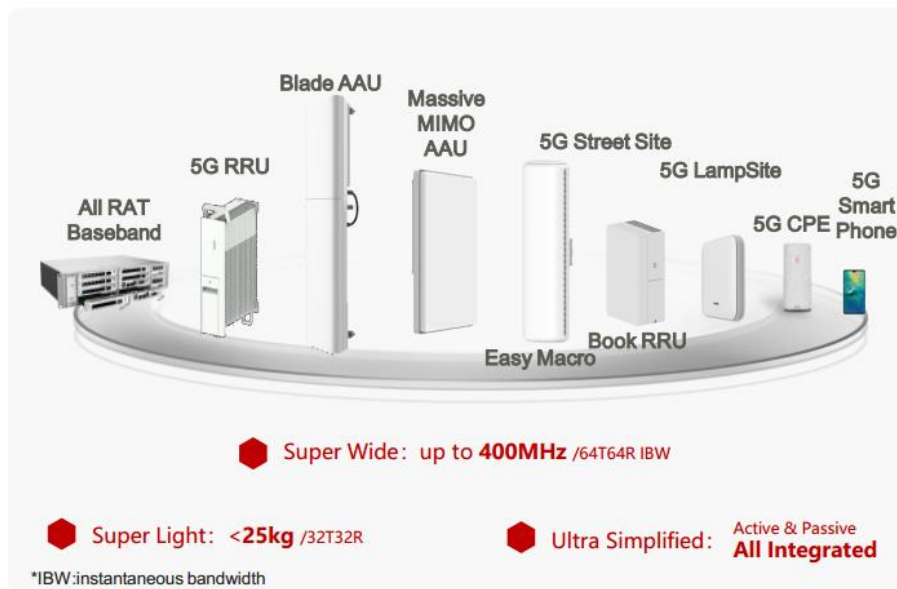 Blade AAU
Massive
MIMO
AAU
5G Street Site
5G RRU
5G LampSite
5G
Smart
Phone
All RAT
Baseband
5G CPE
Book RRU
Easy Macro
Super Wide: up to 400MHz /64T64R IBW
Super Light: <25kg /32T32R
Ultra Simplified: Active & Passive
All Integrated
*IBW:instantaneous bandwidth